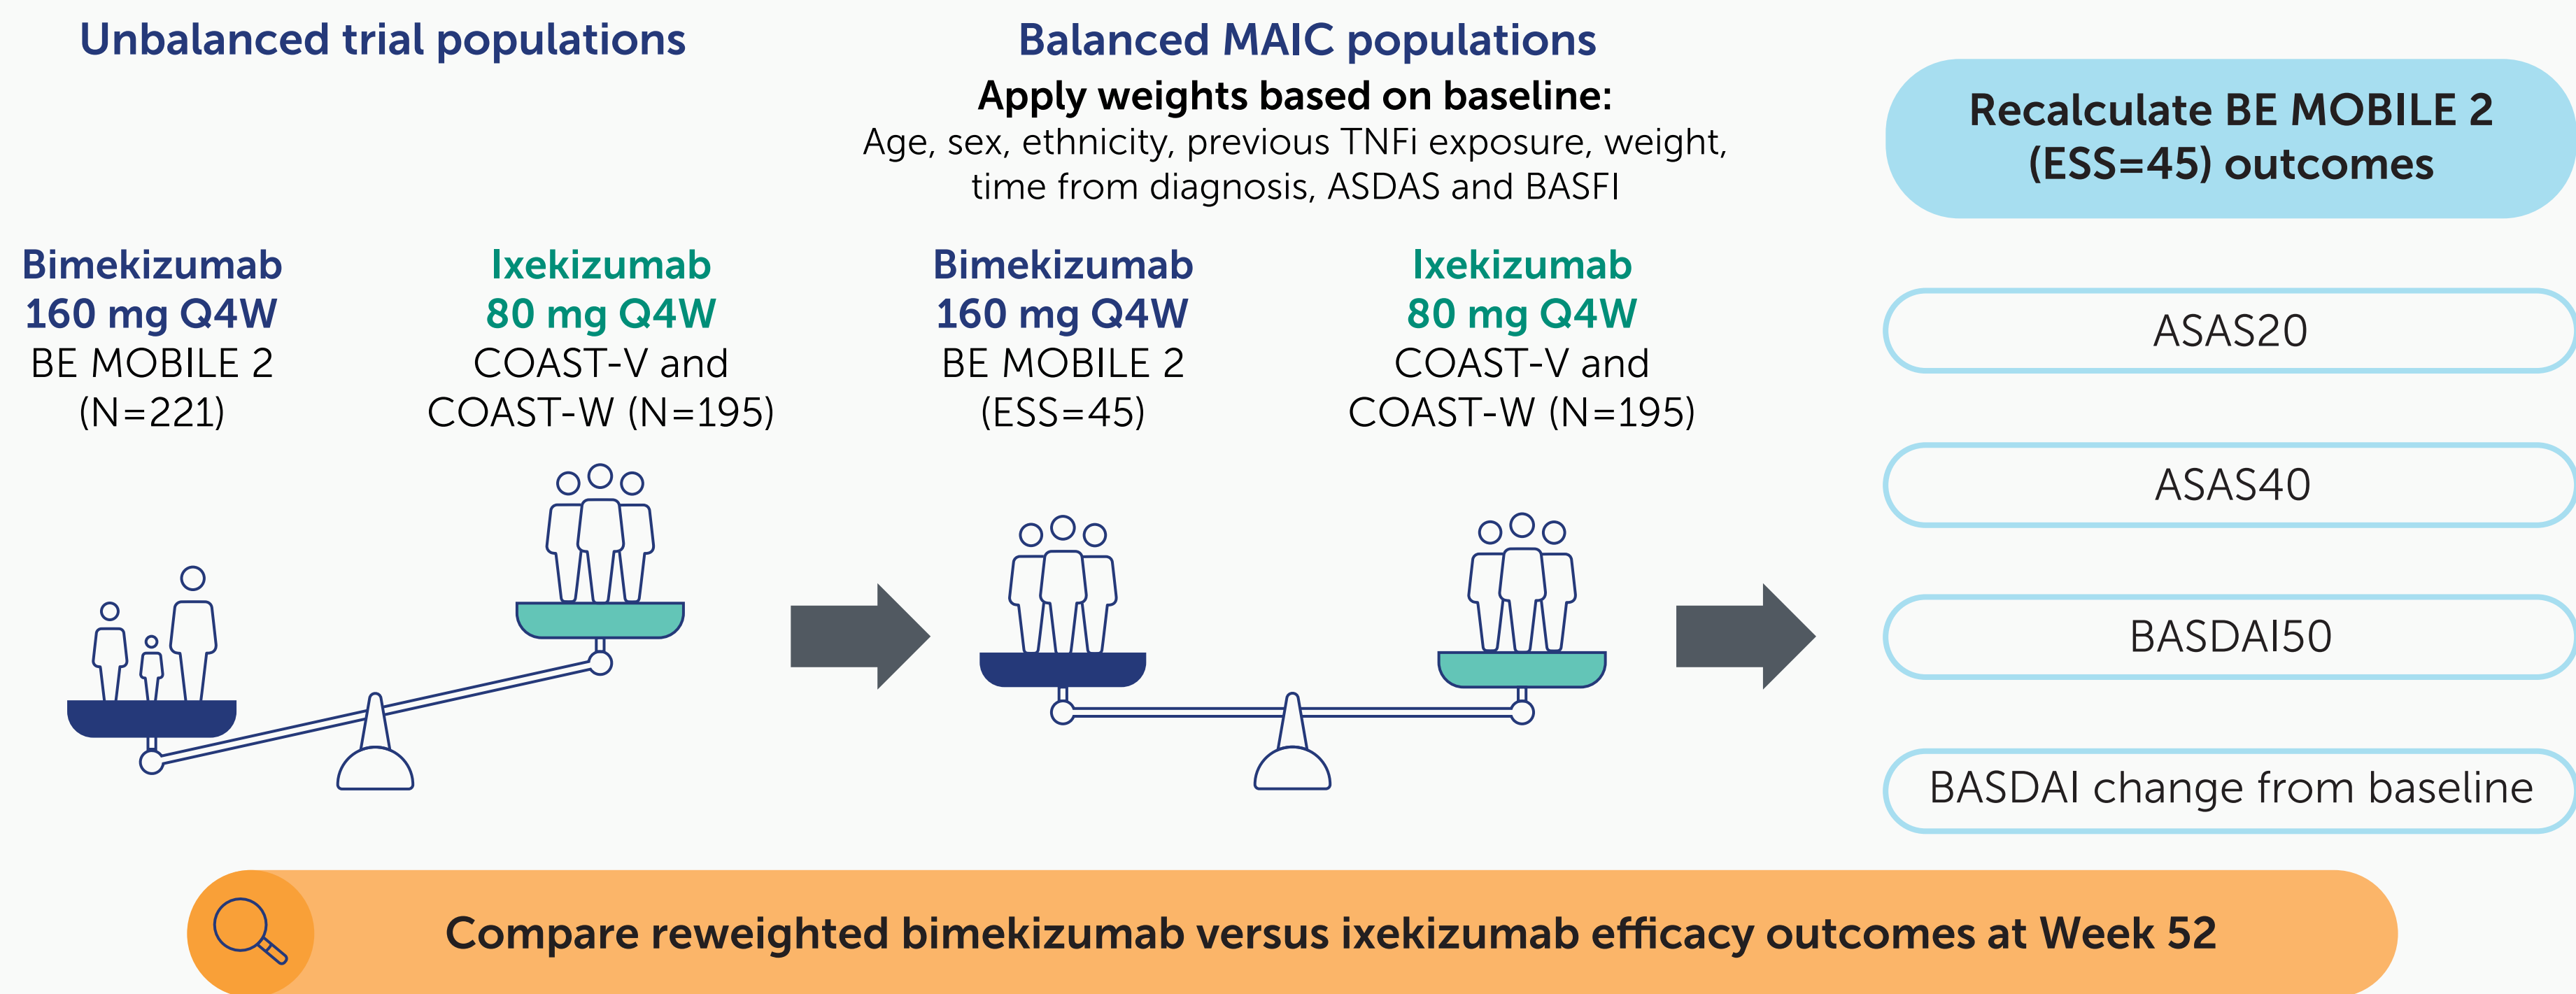 Unbalanced trial populations
Bimekizumab
160 mg Q4W
BE MOBILE 2
(N=221)
Ixekizumab
80 mg Q4W
COAST-V and
COAST-W (N=195)
Balanced MAIC populations
Apply weights based on baseline:
Age, sex, ethnicity, previous TNFi exposure, weight,
time from diagnosis, ASDAS and BASFI
Bimekizumab
160 mg Q4W
BE MOBILE 2
(ESS=45)
Ixekizumab
80 mg Q4W
COAST-V and
COAST-W (N=195)
Recalculate BE MOBILE 2
(ESS=45) outcomes
ASAS20
ASAS40
BASDAI50
BASDAI change from baseline
Compare reweighted bimekizumab versus ixekizumab efficacy outcomes at Week 52